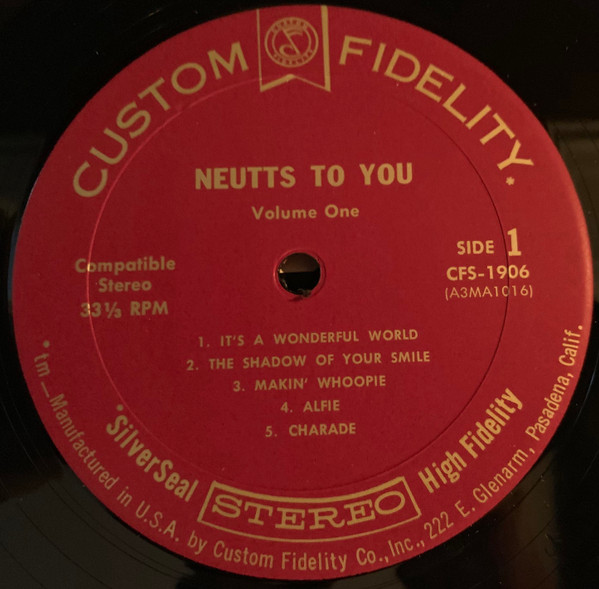 CUSTOM FIDELITY.*
NEUTTS TO YOU
Volume One
Compatible
Stereo
33⅓ RPM
SIDE 1
CFS-1906
(A3MA1016)
1. IT'S A WONDERFUL WORLD
2. THE SHADOW OF YOUR SMILE
3. MAKIN' WHOOPIE
4. ALFIE
5. CHARADE
*SilverSeal STEREO High Fidelity
*tm—Manufactured in U.S.A. by Custom Fidelity Co., Inc., 222 E. Glenarm, Pasadena, Calif.